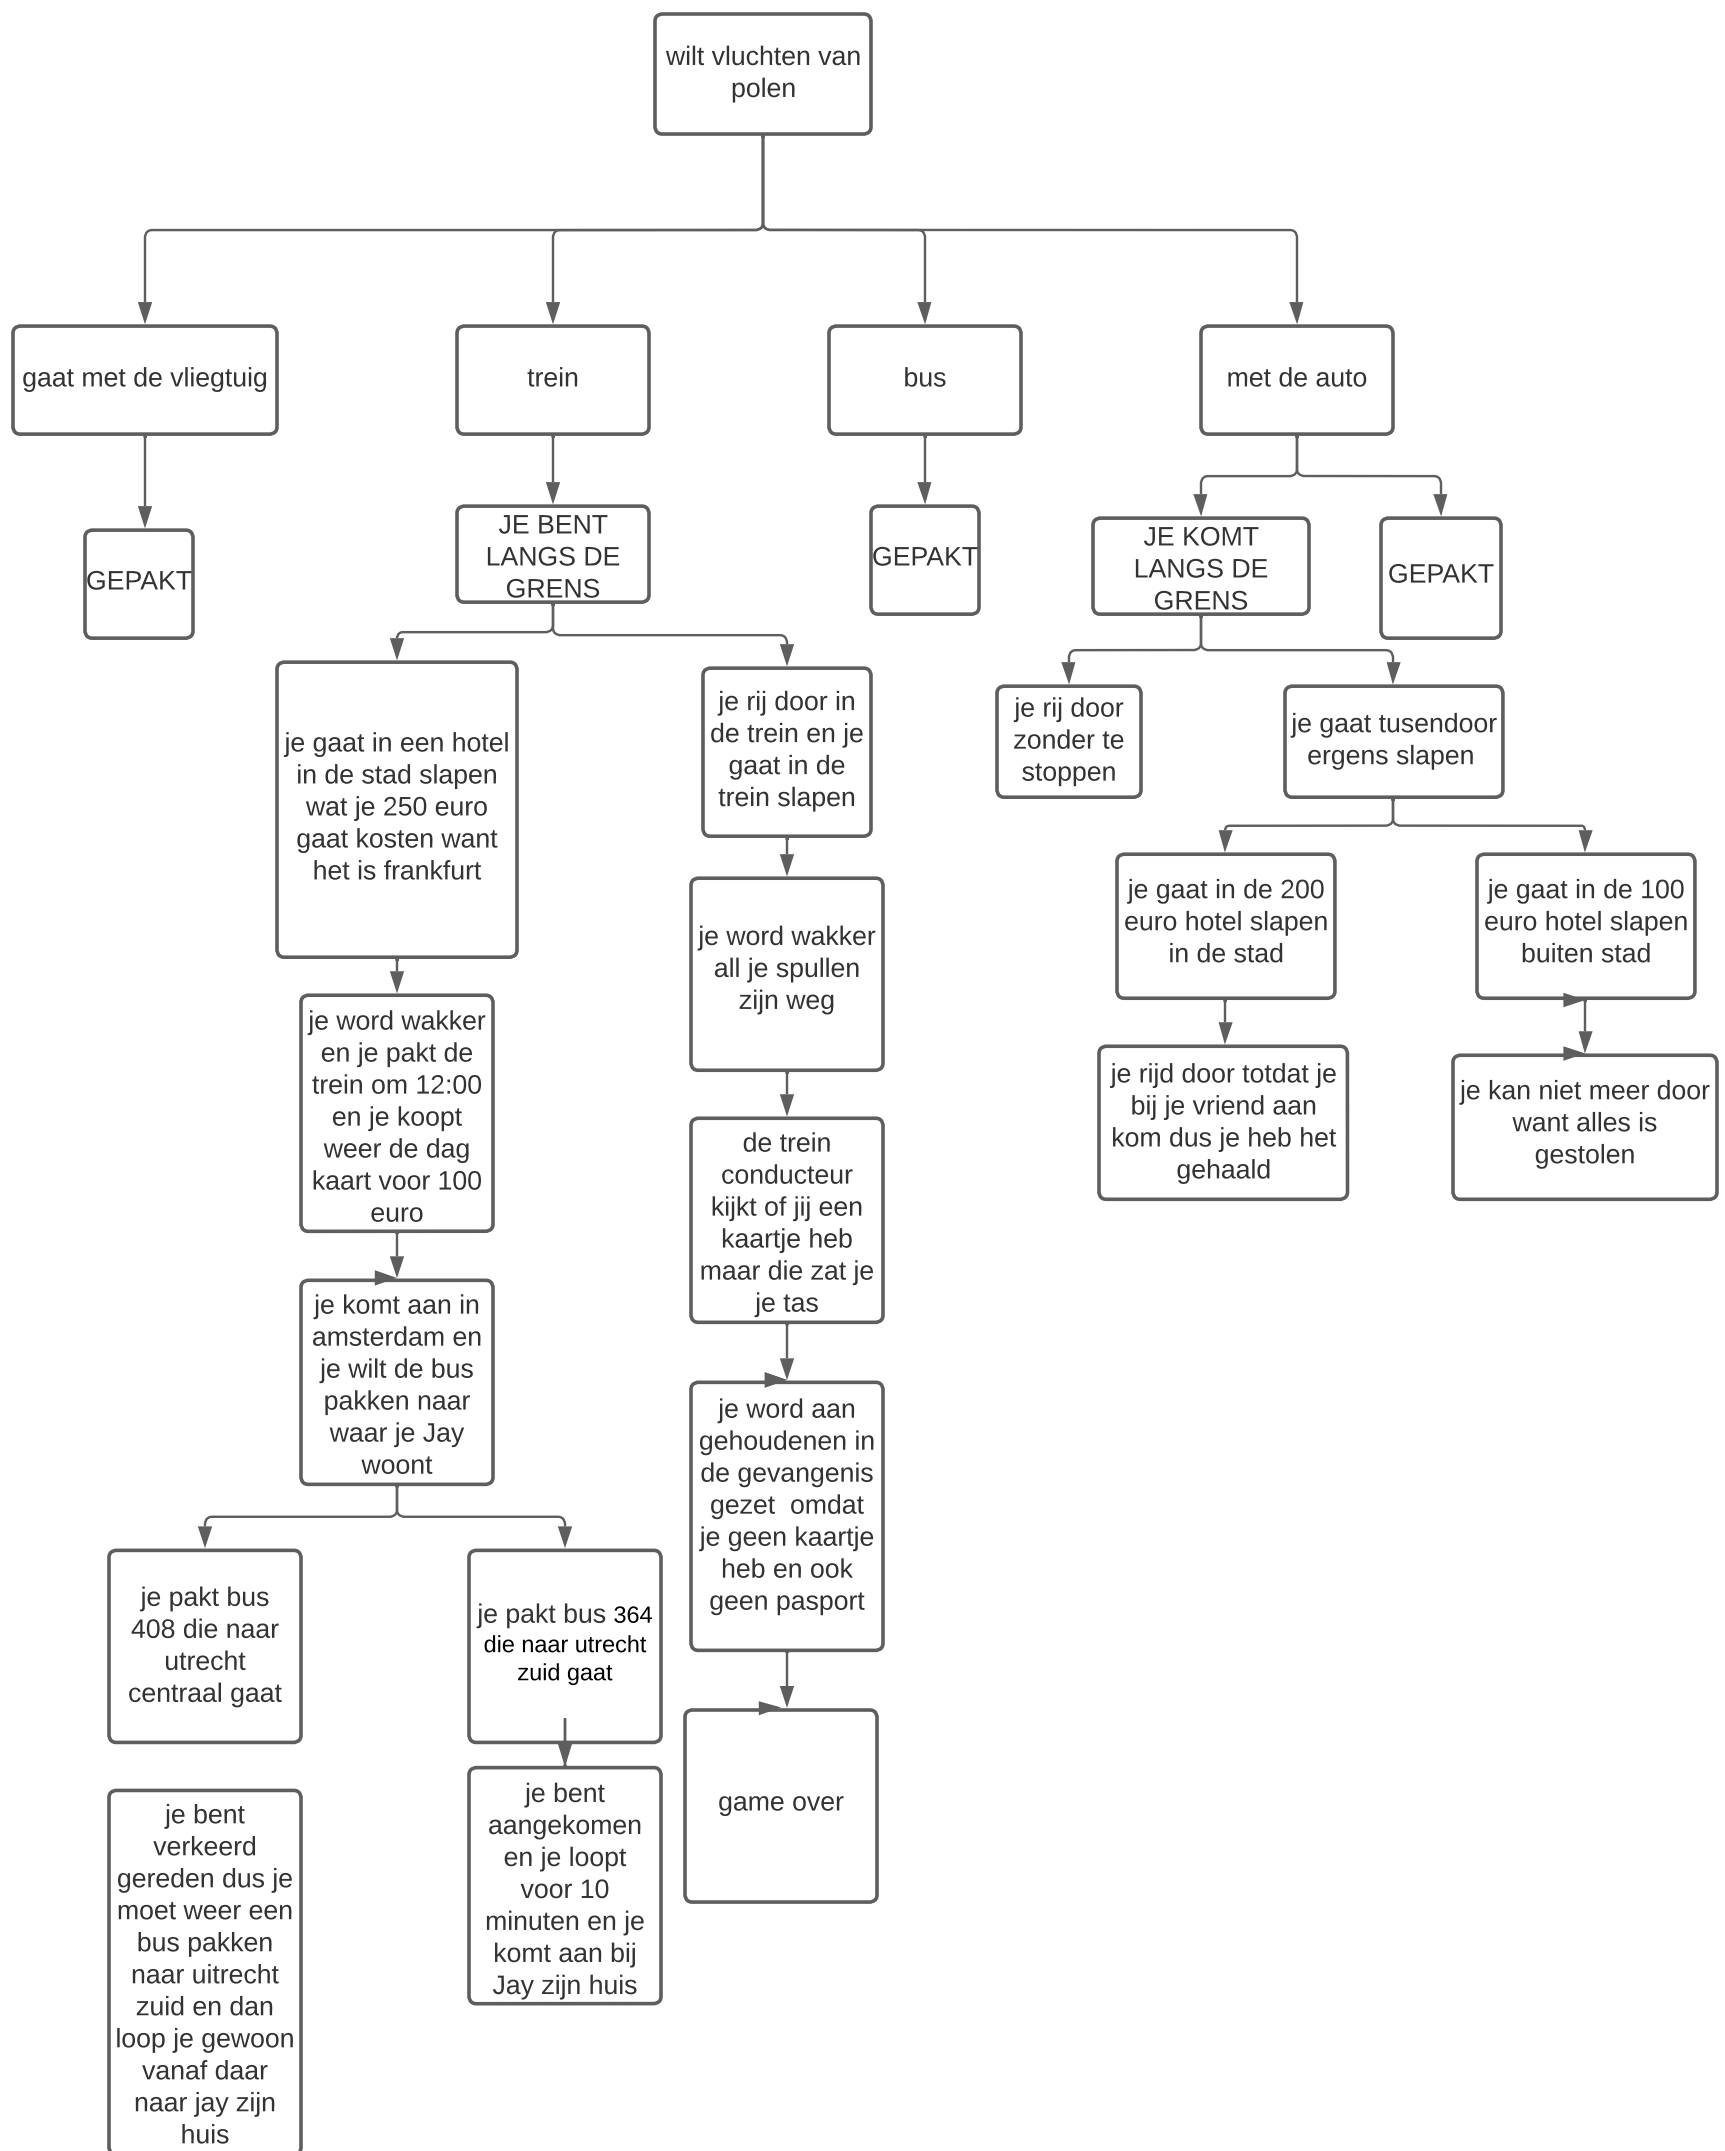 wilt vluchten van
polen
gaat met de vliegtuig
trein
bus
met de auto
GEPAKT
JE BENT
LANGS DE
GRENS
GEPAKT
JE KOMT
LANGS DE
GRENS
GEPAKT
je gaat in een hotel
in de stad slapen
wat je 250 euro
gaat kosten want
het is frankfurt
je rij door in
de trein en je
gaat in de
trein slapen
je rij door
zonder te
stoppen
je gaat tusendoor
ergens slapen
je word wakker
all je spullen
zijn weg
je gaat in de 200
euro hotel slapen
in de stad
je gaat in de 100
euro hotel slapen
buiten stad
je word wakker
en je pakt de
trein om 12:00
en je koopt
weer de dag
kaart voor 100
euro
de trein
conducteur
kijkt of jij een
kaartje heb
maar die zat je
je tas
je rijd door totdat je
bij je vriend aan
kom dus je heb het
gehaald
je kan niet meer door
want alles is
gestolen
je komt aan in
amsterdam en
je wilt de bus
pakken naar
waar je Jay
woont
je word aan
gehoudenen in
de gevangenis
gezet  omdat
je geen kaartje
heb en ook
geen pasport
je pakt bus
408 die naar
utrecht
centraal gaat
je pakt bus 364
die naar utrecht
zuid gaat
game over
je bent
verkeerd
gereden dus je
moet weer een
bus pakken
naar uitrecht
zuid en dan
loop je gewoon
vanaf daar
naar jay zijn
huis
je bent
aangekomen
en je loopt
voor 10
minuten en je
komt aan bij
Jay zijn huis